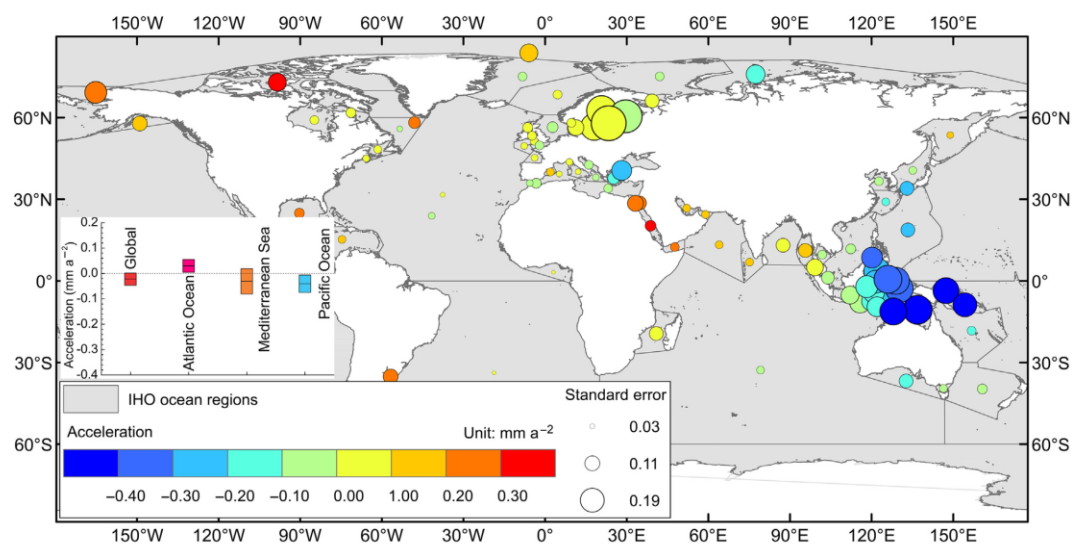 150°W 120°W 90°W 60°W 30°W 0° 30°E 60°E 90°E 120°E 150°E
60°N 60°N
30°N 30°N
0° 0°
30°S 30°S
60°S 60°S
Acceleration (mm a⁻²)
0.2
0.1
0.0
-0.1
-0.2
-0.3
-0.4
Global
Atlantic Ocean
Mediterranean Sea
Pacific Ocean
IHO ocean regions
Acceleration Unit: mm a⁻²
−0.40 −0.30 −0.20 −0.10 0.00 1.00 0.20 0.30
Standard error
0.03
0.11
0.19
150°W 120°W 90°W 60°W 30°W 0° 30°E 60°E 90°E 120°E 150°E